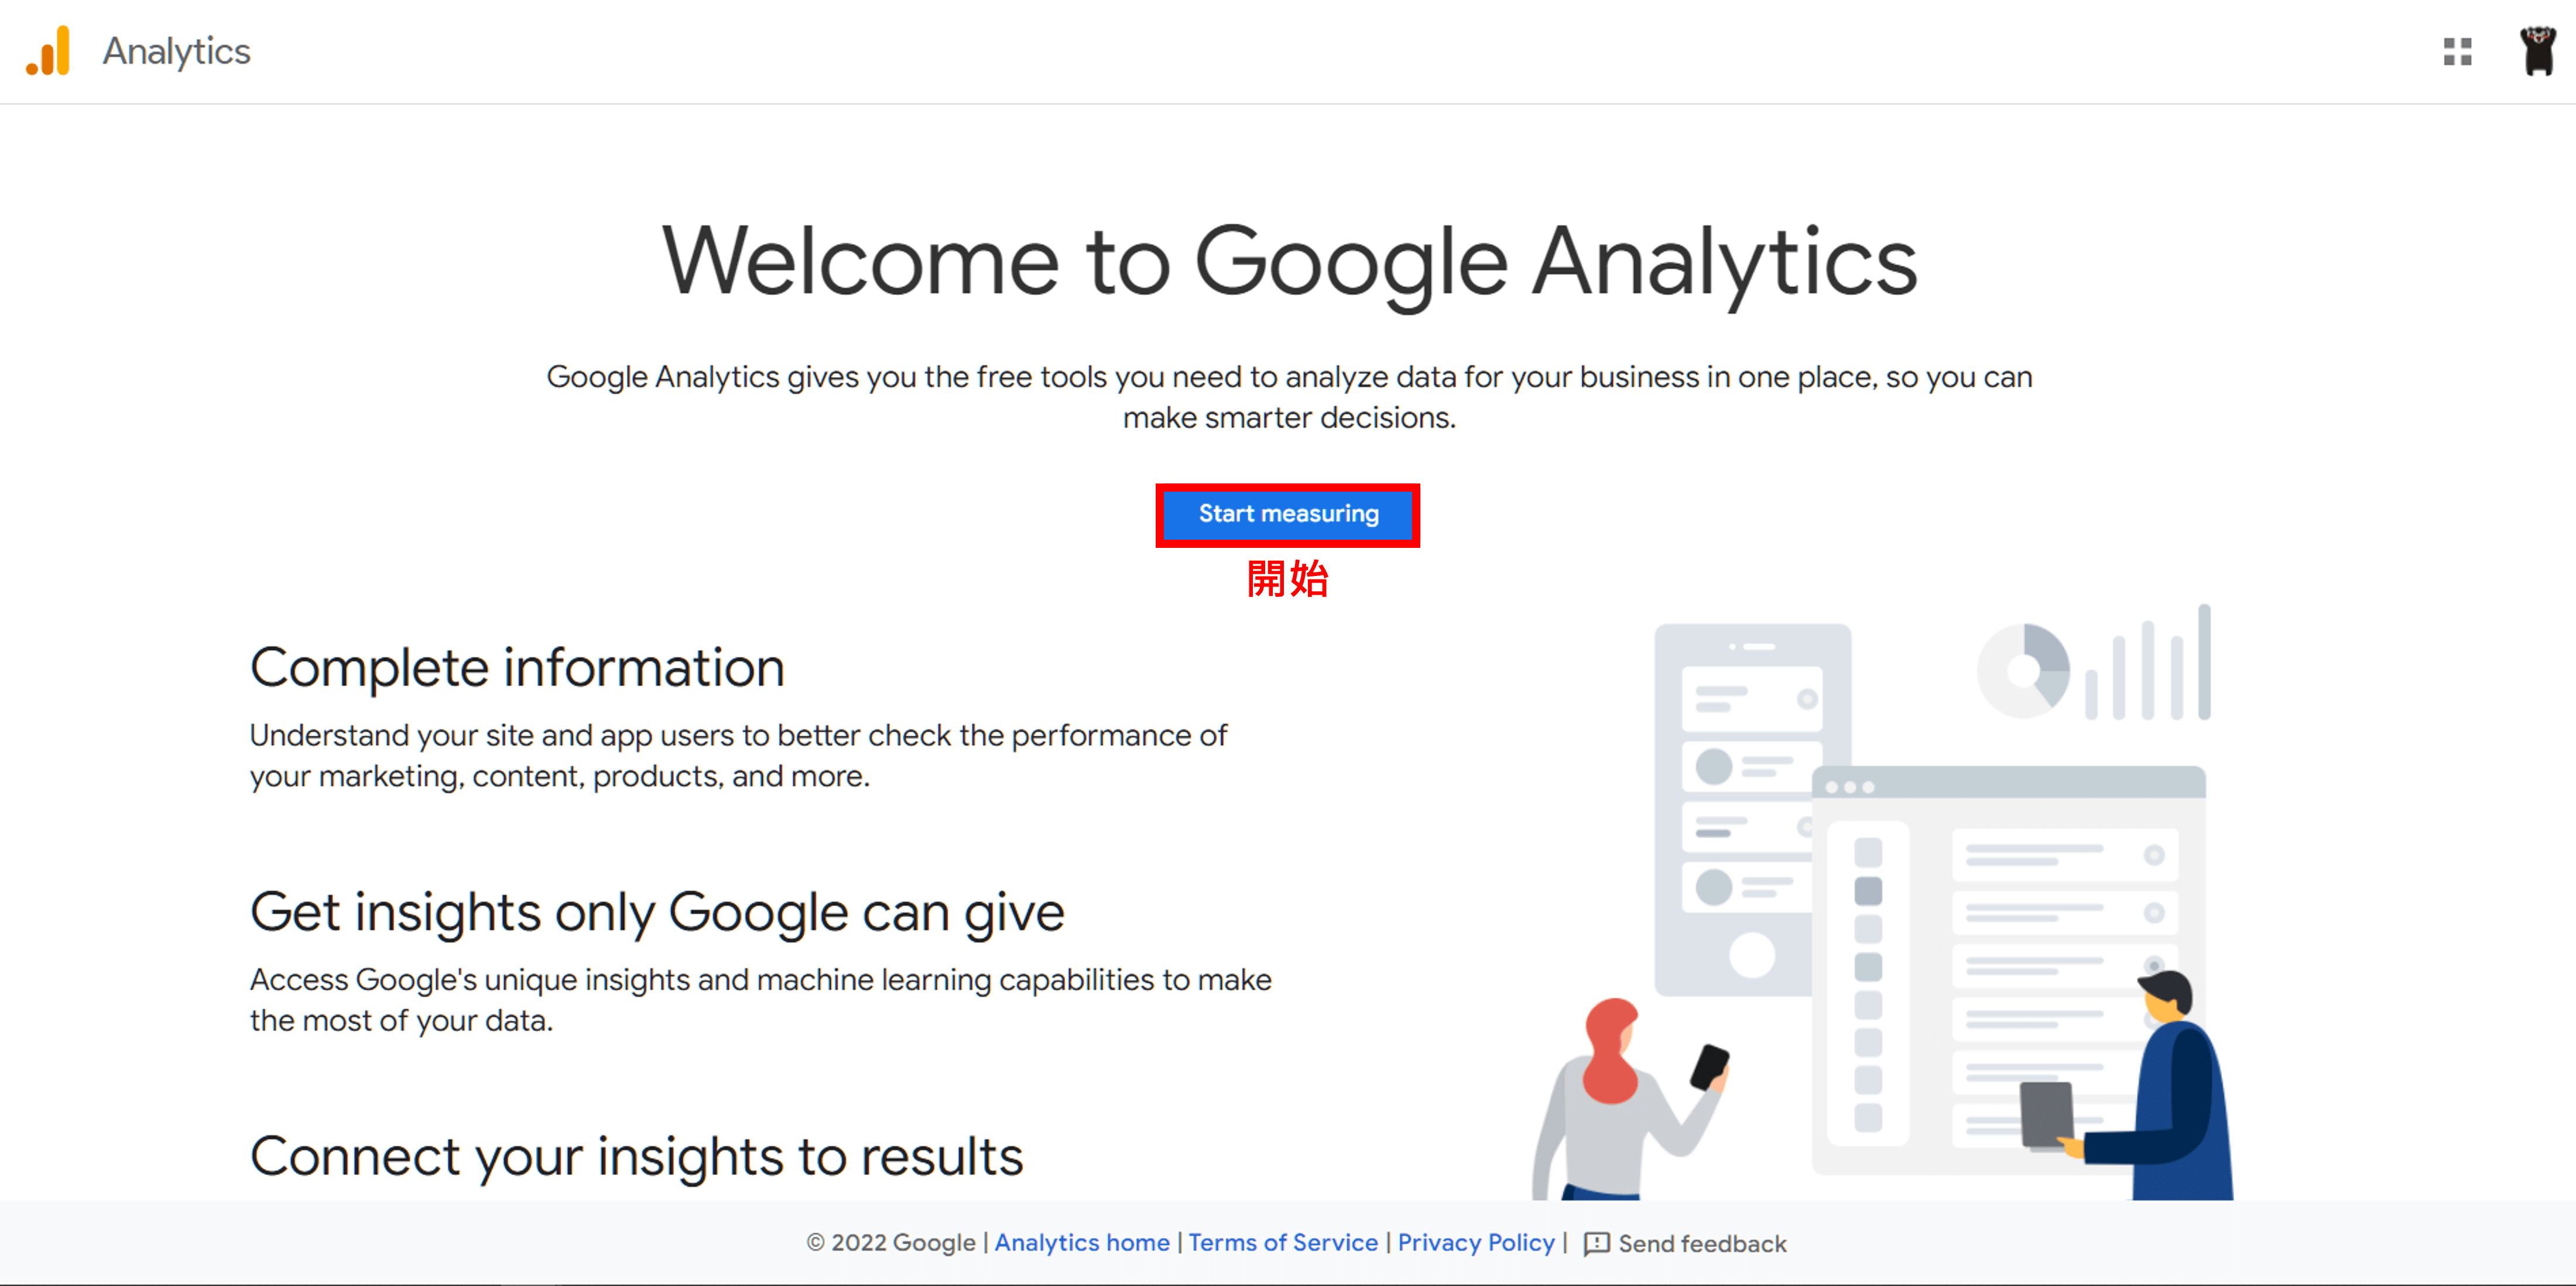 Analytics
Welcome to Google Analytics
Google Analytics gives you the free tools you need to analyze data for your business in one place, so you can
make smarter decisions.
Start measuring
開始
Complete information
Understand your site and app users to better check the performance of
your marketing, content, products, and more.
Get insights only Google can give
Access Google's unique insights and machine learning capabilities to make
the most of your data.
Connect your insights to results
© 2022 Google | Analytics home | Terms of Service | Privacy Policy | Send feedback